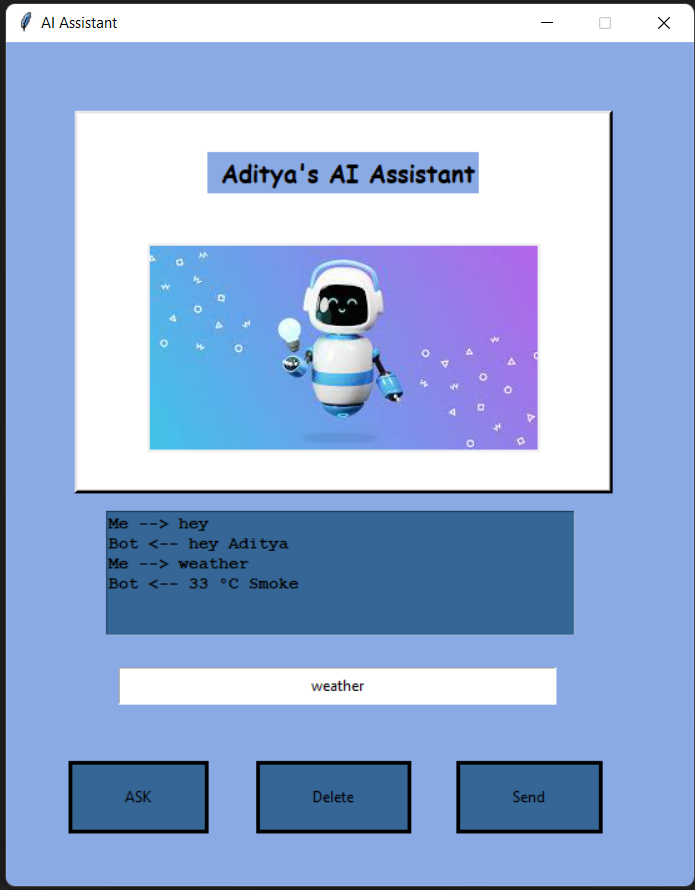 AI Assistant
Aditya's AI Assistant
Me --> hey
Bot <-- hey Aditya
Me --> weather
Bot <-- 33 °C Smoke
weather
ASK
Delete
Send